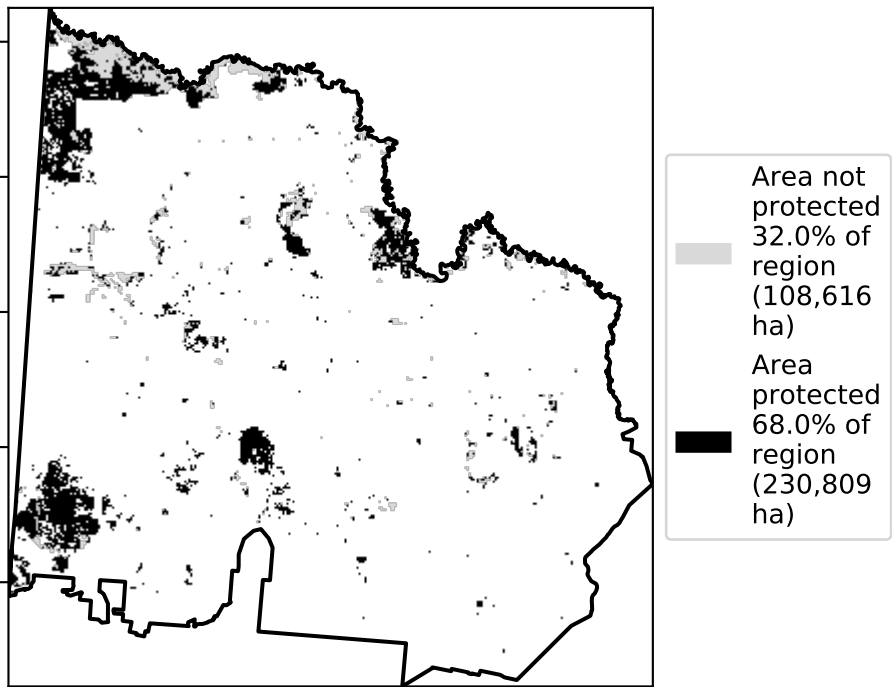 Area not
protected
32.0% of
region
(108,616
ha)
Area
protected
68.0% of
region
(230,809
ha)